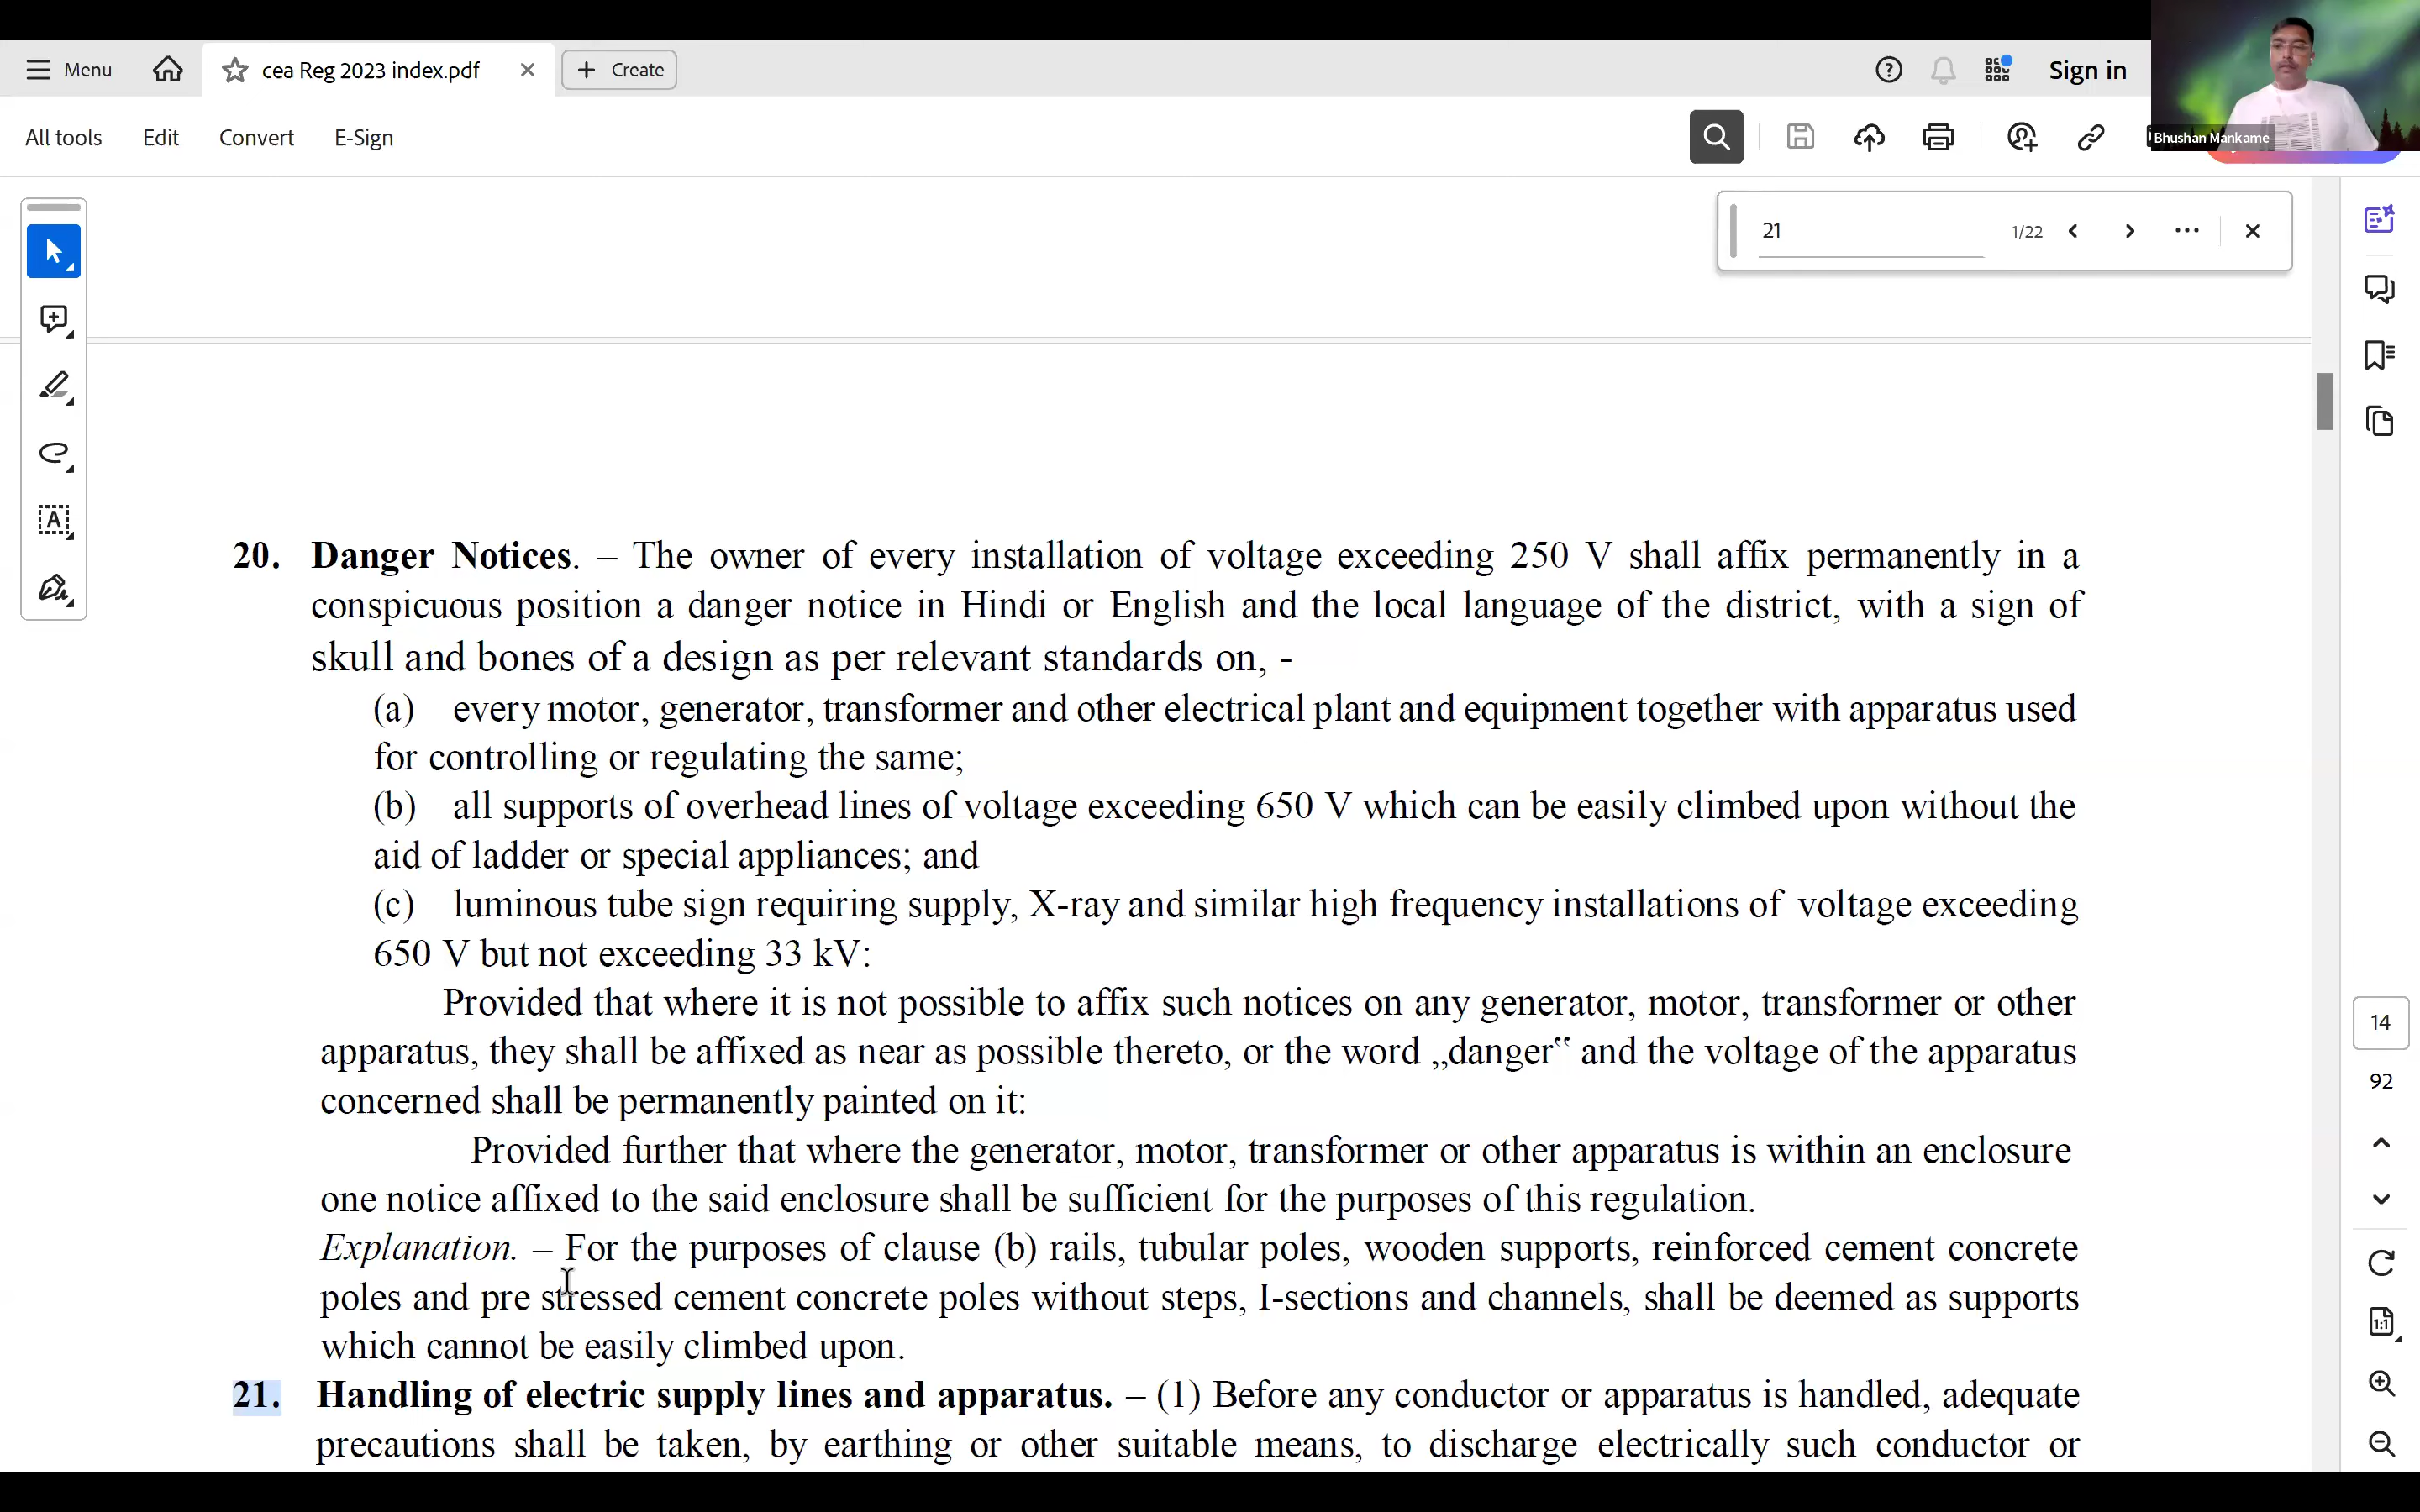 Menu
cea Reg 2023 index.pdf
Create
Sign in
All tools
Edit
Convert
E-Sign
Bhushan Mankame
21
1/22
20. Danger Notices. – The owner of every installation of voltage exceeding 250 V shall affix permanently in a
conspicuous position a danger notice in Hindi or English and the local language of the district, with a sign of
skull and bones of a design as per relevant standards on, -
(a) every motor, generator, transformer and other electrical plant and equipment together with apparatus used
for controlling or regulating the same;
(b) all supports of overhead lines of voltage exceeding 650 V which can be easily climbed upon without the
aid of ladder or special appliances; and
(c) luminous tube sign requiring supply, X-ray and similar high frequency installations of voltage exceeding
650 V but not exceeding 33 kV:
Provided that where it is not possible to affix such notices on any generator, motor, transformer or other
apparatus, they shall be affixed as near as possible thereto, or the word „danger‟ and the voltage of the apparatus
concerned shall be permanently painted on it:
Provided further that where the generator, motor, transformer or other apparatus is within an enclosure
one notice affixed to the said enclosure shall be sufficient for the purposes of this regulation.
Explanation. – For the purposes of clause (b) rails, tubular poles, wooden supports, reinforced cement concrete
poles and pre stressed cement concrete poles without steps, I-sections and channels, shall be deemed as supports
which cannot be easily climbed upon.
21. Handling of electric supply lines and apparatus. – (1) Before any conductor or apparatus is handled, adequate
precautions shall be taken, by earthing or other suitable means, to discharge electrically such conductor or
14
92
1:1